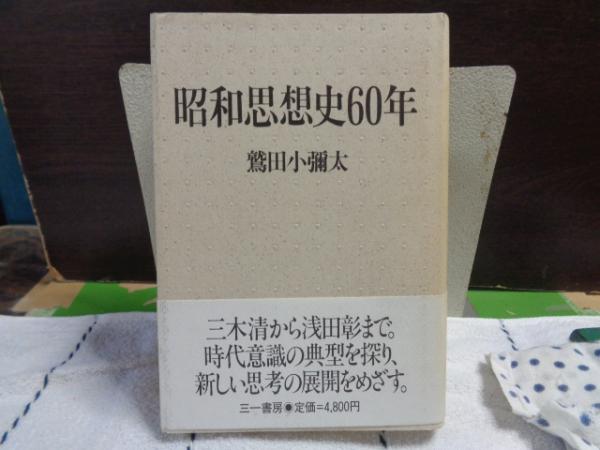 昭和思想史60年
鷲田小彌太
三木清から浅田彰まで。
時代意識の典型を探り、
新しい思考の展開をめざす。
三一書房●定価=4,800円